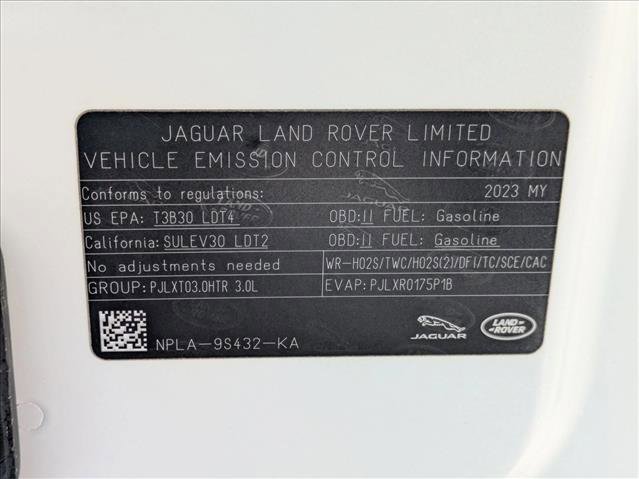 JAGUAR LAND ROVER LIMITED
VEHICLE EMISSION CONTROL INFORMATION
Conforms to regulations: 2023 MY
US EPA: T3B30 LDT4 OBD:II FUEL: Gasoline
California: SULEV30 LDT2 OBD:II FUEL: Gasoline
No adjustments needed WR-HO2S/TWC/HO2S(2)/DFI/TC/SCE/CAC
GROUP: PJLXT03.0HTR 3.0L EVAP: PJLXR0175P1B
NPLA-9S432-KA
JAGUAR
LAND-
ROVER